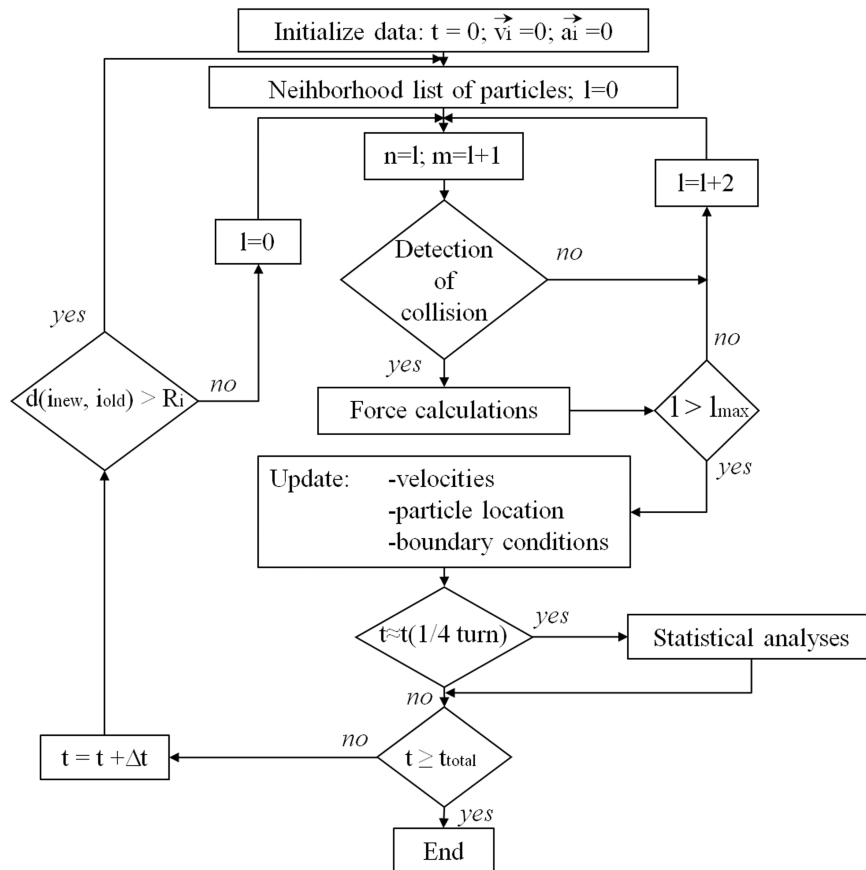 Initialize data: t = 0; v⃗i =0; a⃗i =0
Neihborhood list of particles; l=0
n=l; m=l+1
l=l+2
l=0
Detection
of
collision
no
yes
no
yes
d(inew, iold) > Ri
no
Force calculations
l > lmax
yes
Update: -velocities
-particle location
-boundary conditions
t≈t(1/4 turn)
yes
Statistical analyses
no
t = t +Δt
no
t ≥ ttotal
yes
End